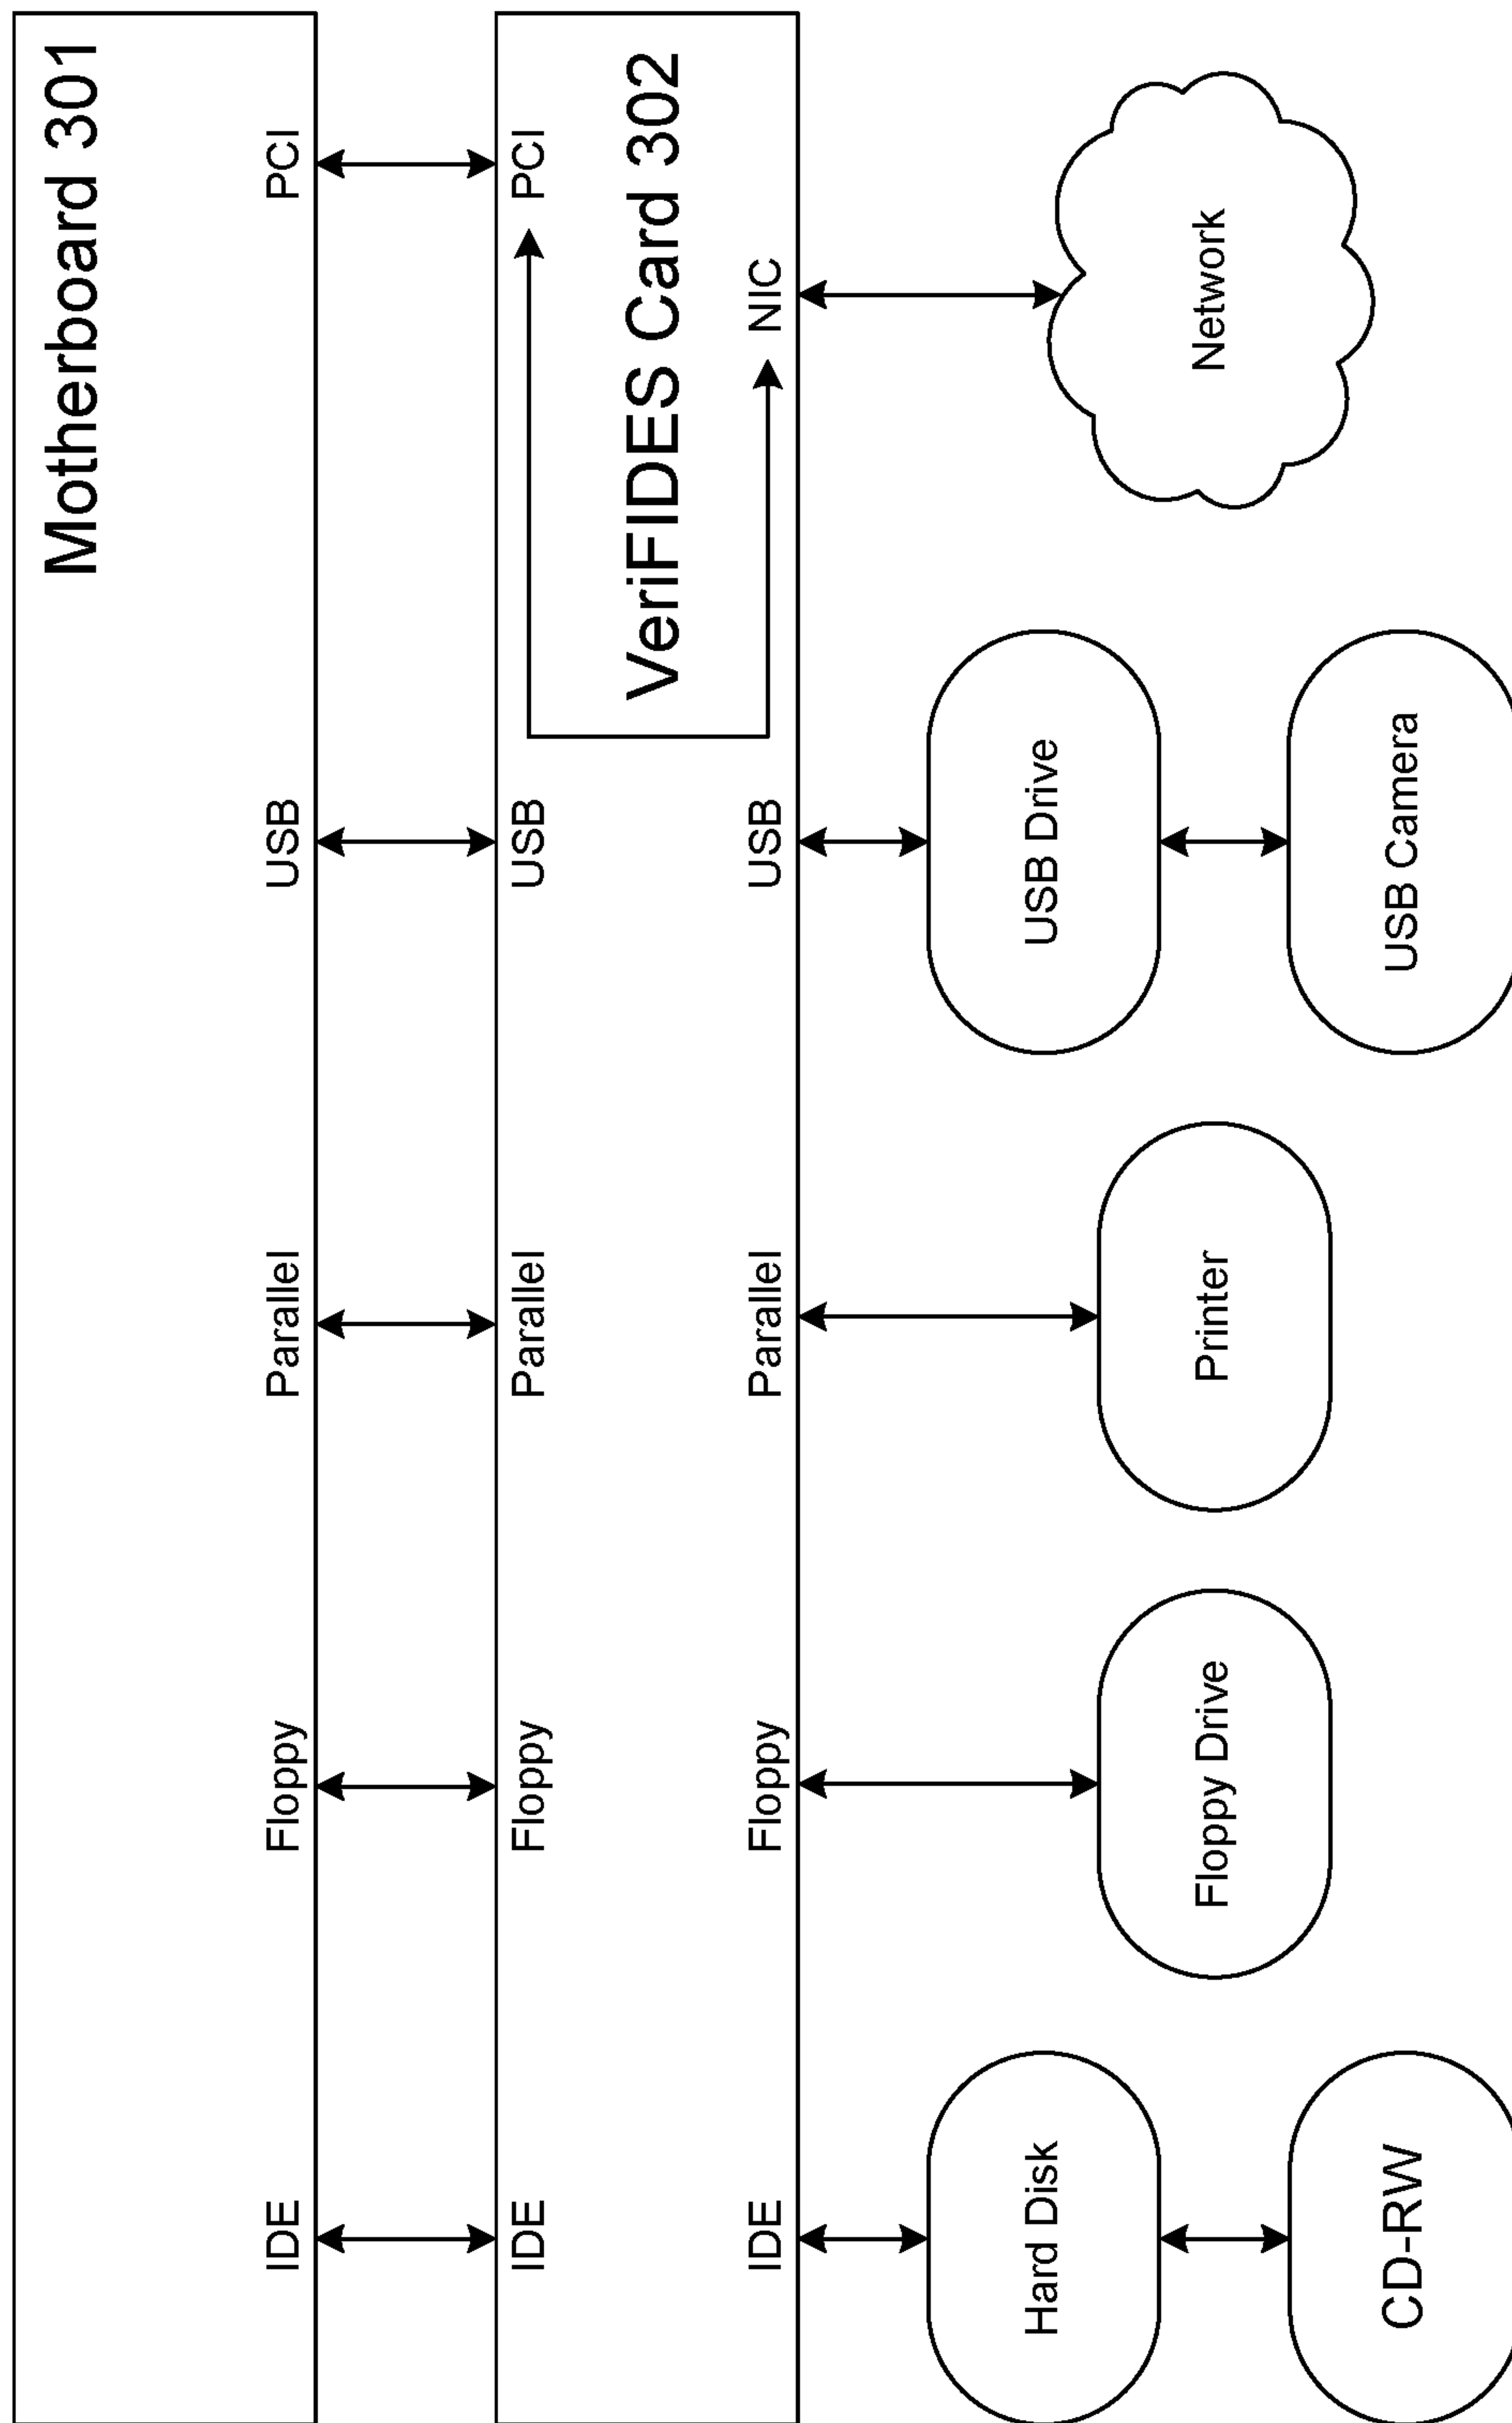 Motherboard 301
IDE
Floppy
Parallel
USB
PCI
IDE
Floppy
Parallel
USB
PCI
VeriFIDES Card 302
IDE
Floppy
Parallel
USB
NIC
Hard Disk
USB Drive
Floppy Drive
Printer
Network
CD-RW
USB Camera